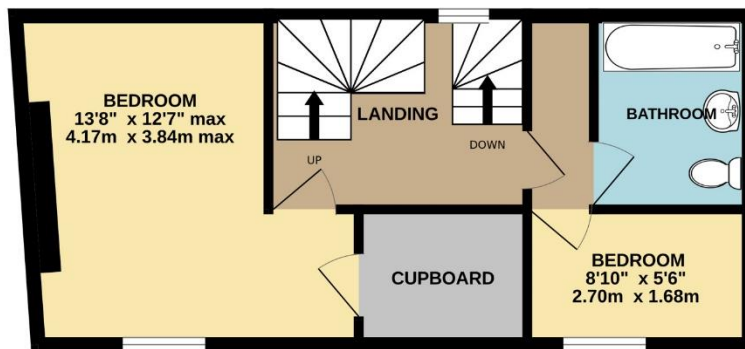 BEDROOM
13'8" x 12'7" max
4.17m x 3.84m max
LANDING
UP
DOWN
BATHROOM
CUPBOARD
BEDROOM
8'10" x 5'6"
2.70m x 1.68m